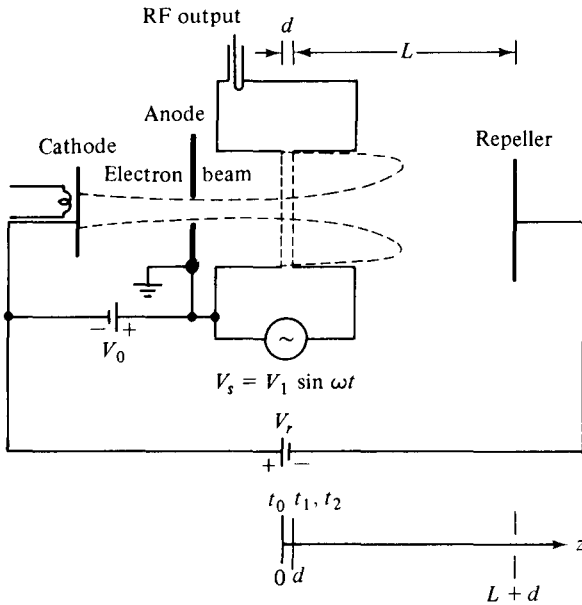 RF output
d
L
Anode
Cathode
Repeller
Electron beam
− +
V₀
Vₛ = V₁ sin ωt
Vᵣ
+ −
t₀ t₁, t₂
z
0 d
L + d